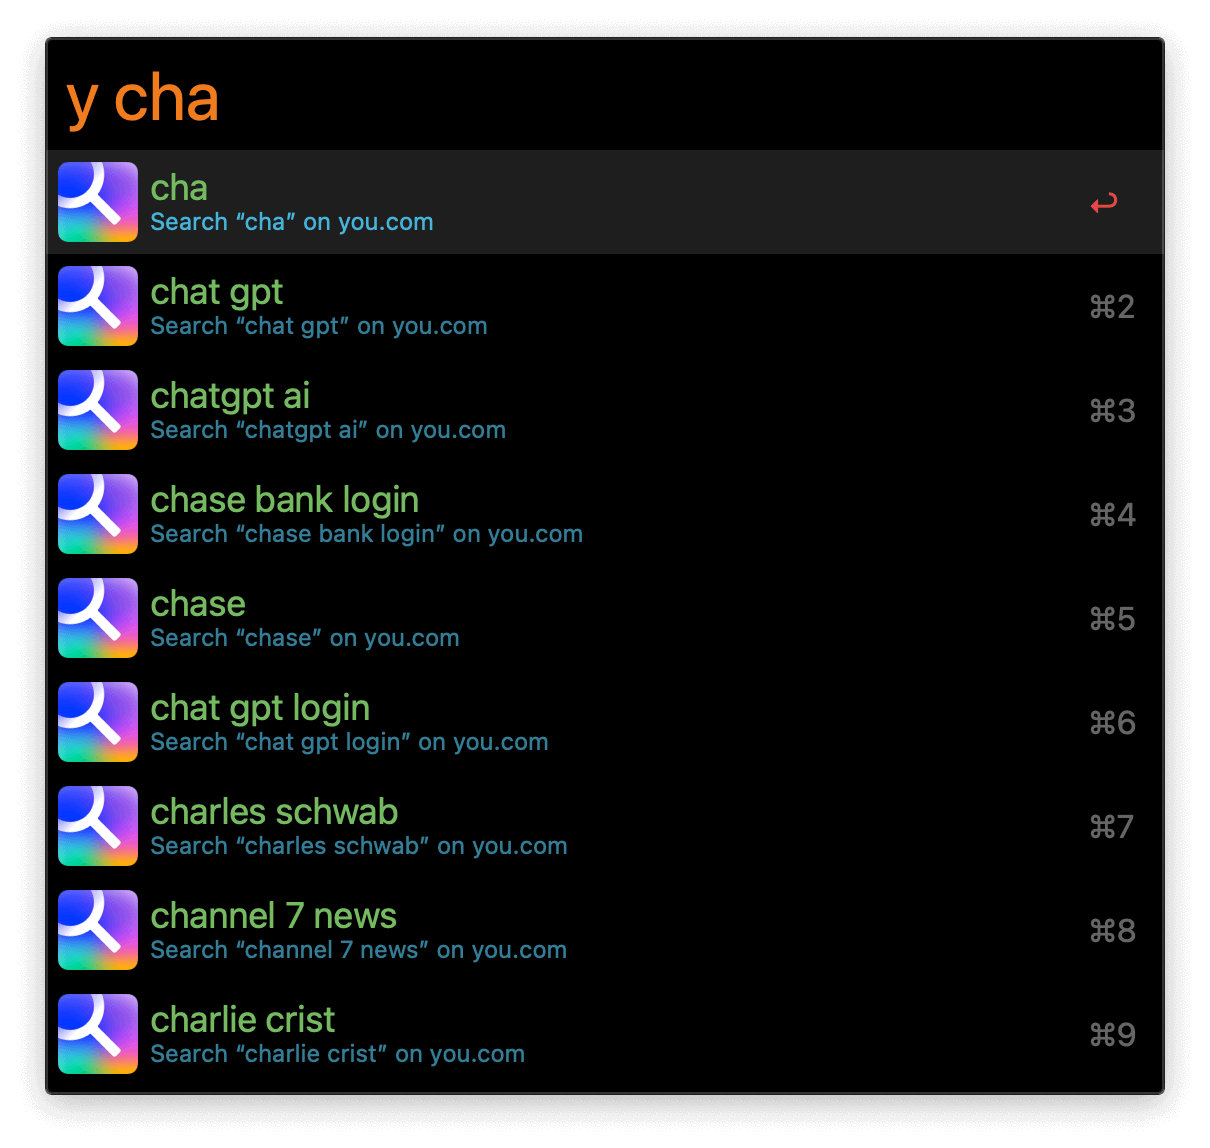 y cha
cha
Search “cha” on you.com
↩
chat gpt
Search “chat gpt” on you.com
⌘2
chatgpt ai
Search “chatgpt ai” on you.com
⌘3
chase bank login
Search “chase bank login” on you.com
⌘4
chase
Search “chase” on you.com
⌘5
chat gpt login
Search “chat gpt login” on you.com
⌘6
charles schwab
Search “charles schwab” on you.com
⌘7
channel 7 news
Search “channel 7 news” on you.com
⌘8
charlie crist
Search “charlie crist” on you.com
⌘9